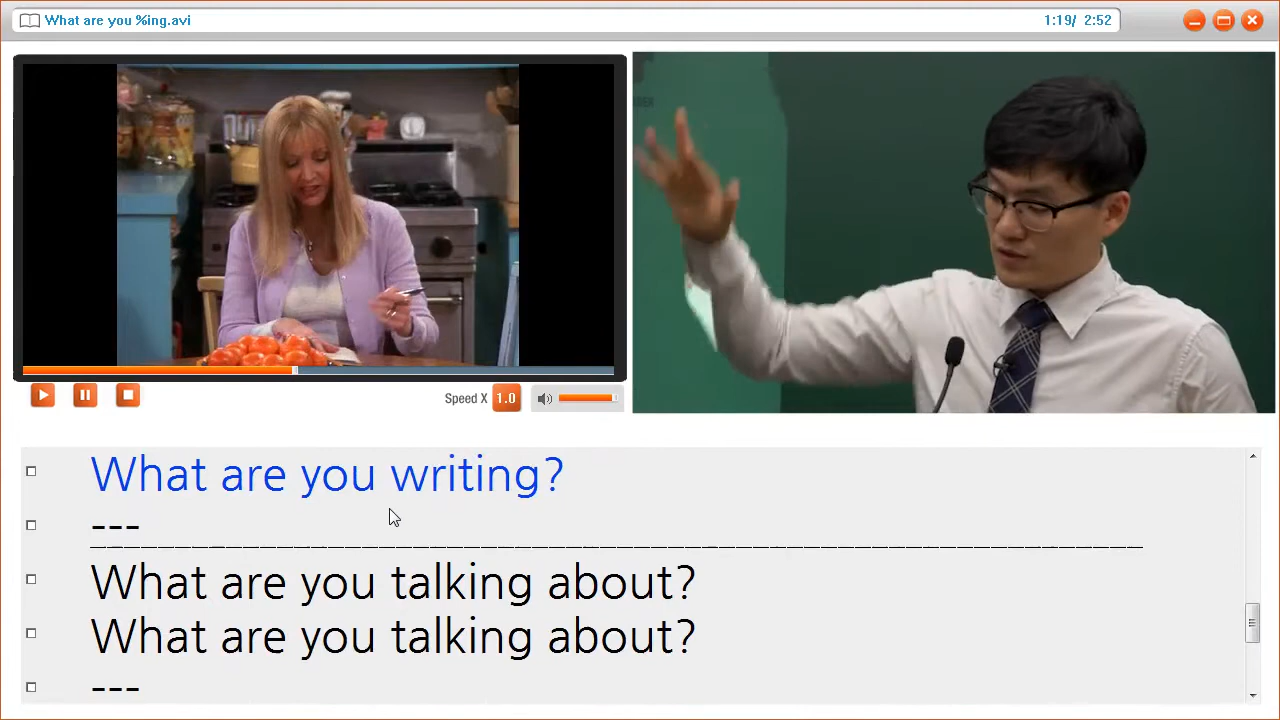 What are you %ing.avi
1:19/ 2:52
Speed X 1.0
What are you writing?
---
What are you talking about?
What are you talking about?
---